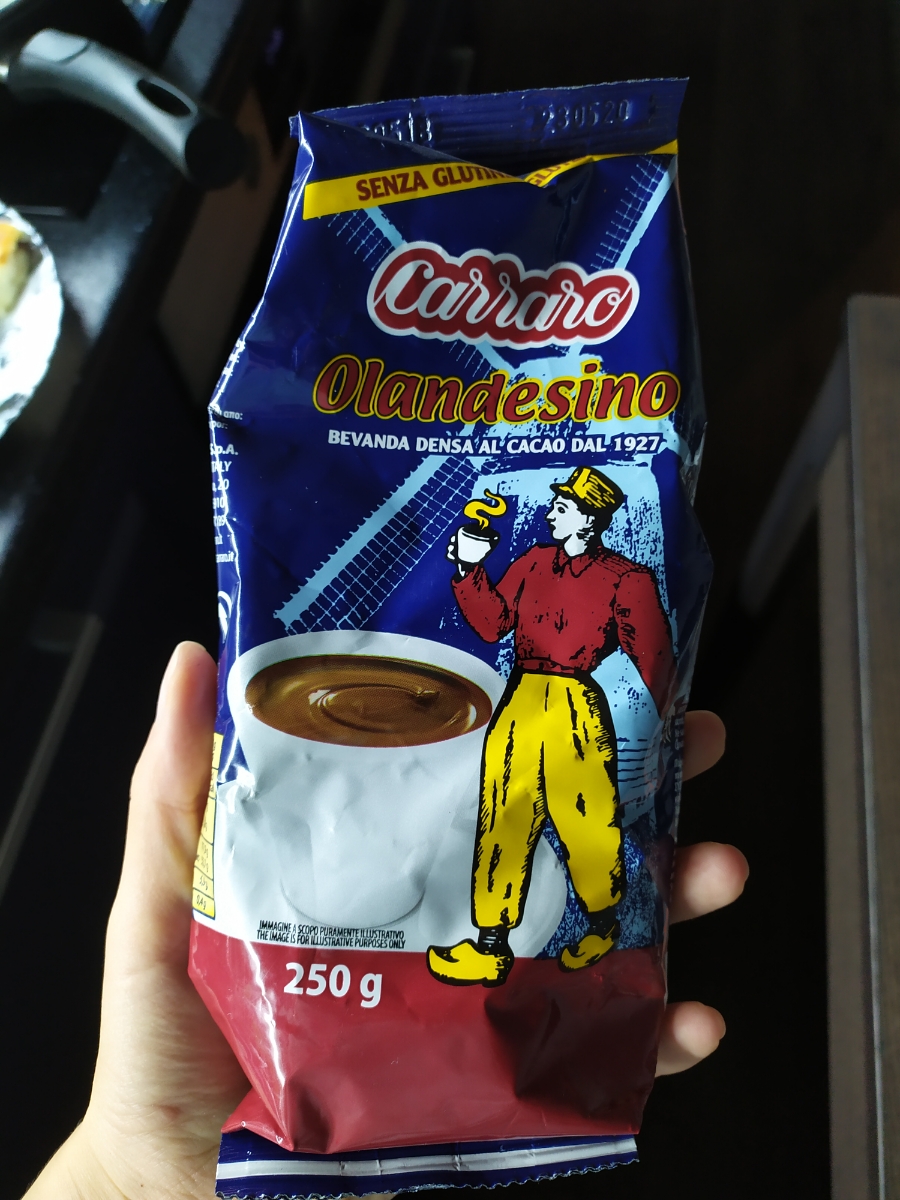 230520
SENZA GLUTINE
Carraro
Olandesino
BEVANDA DENSA AL CACAO DAL 1927
S.p.A.
250 g
IMMAGINE A SCOPO PURAMENTE ILLUSTRATIVO
THE IMAGE IS FOR ILLUSTRATIVE PURPOSES ONLY